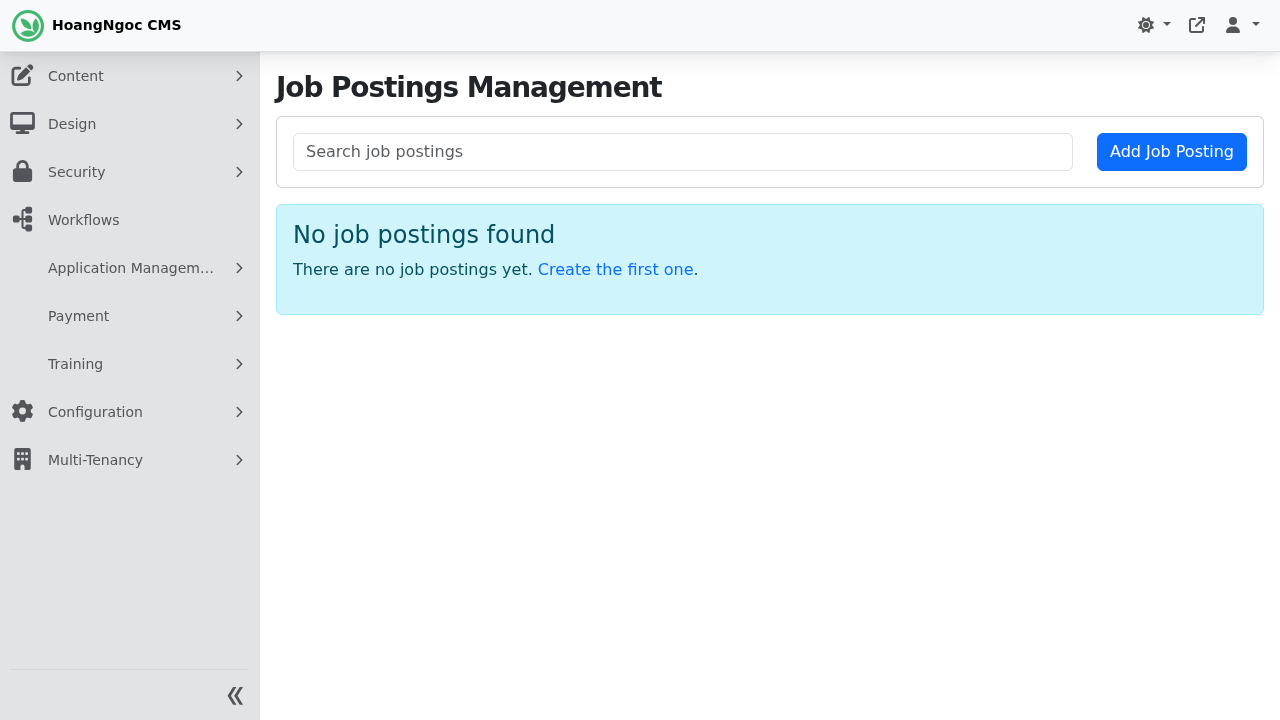 HoangNgoc CMS
Content
Design
Security
Workflows
Application Managem...
Payment
Training
Configuration
Multi-Tenancy
Job Postings Management
Search job postings
Add Job Posting
No job postings found
There are no job postings yet. Create the first one.